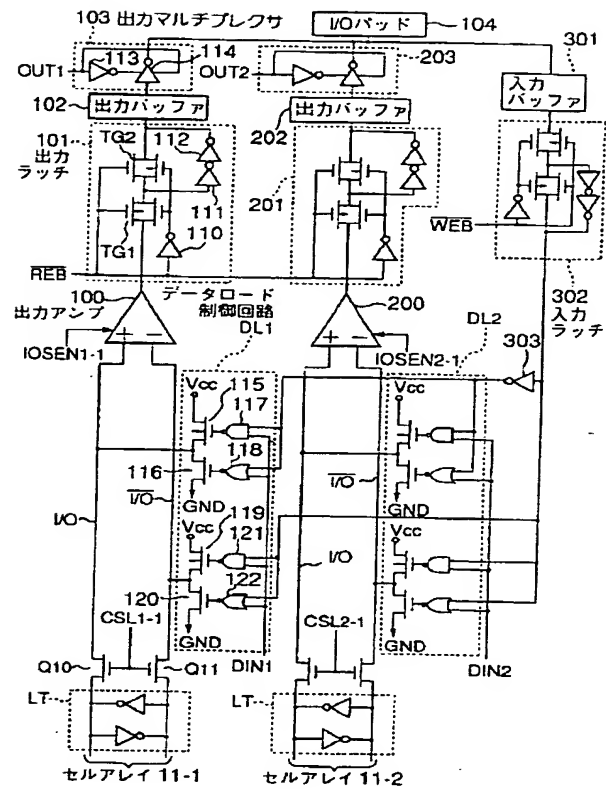 103 出力マルチプレクサ
I/Oパッド
104
301
113
114
OUT1
OUT2
203
入力
バッファ
102
出力バッファ
202
出力バッファ
101
出力
ラッチ
TG2
112
111
TG1
110
201
WEB
REB
302
入力
ラッチ
100
出力アンプ
データロード
制御回路
DL1
200
DL2
303
IOSEN1-1
IOSEN2-1
+ −
+ −
Vcc
115
117
118
116
GND
Vcc
GND
I/O
I/O
I/O
I/O
Vcc
119
121
120
122
GND
Vcc
GND
CSL1-1
DIN1
CSL2-1
DIN2
Q10
Q11
LT
LT
セルアレイ 11-1
セルアレイ 11-2